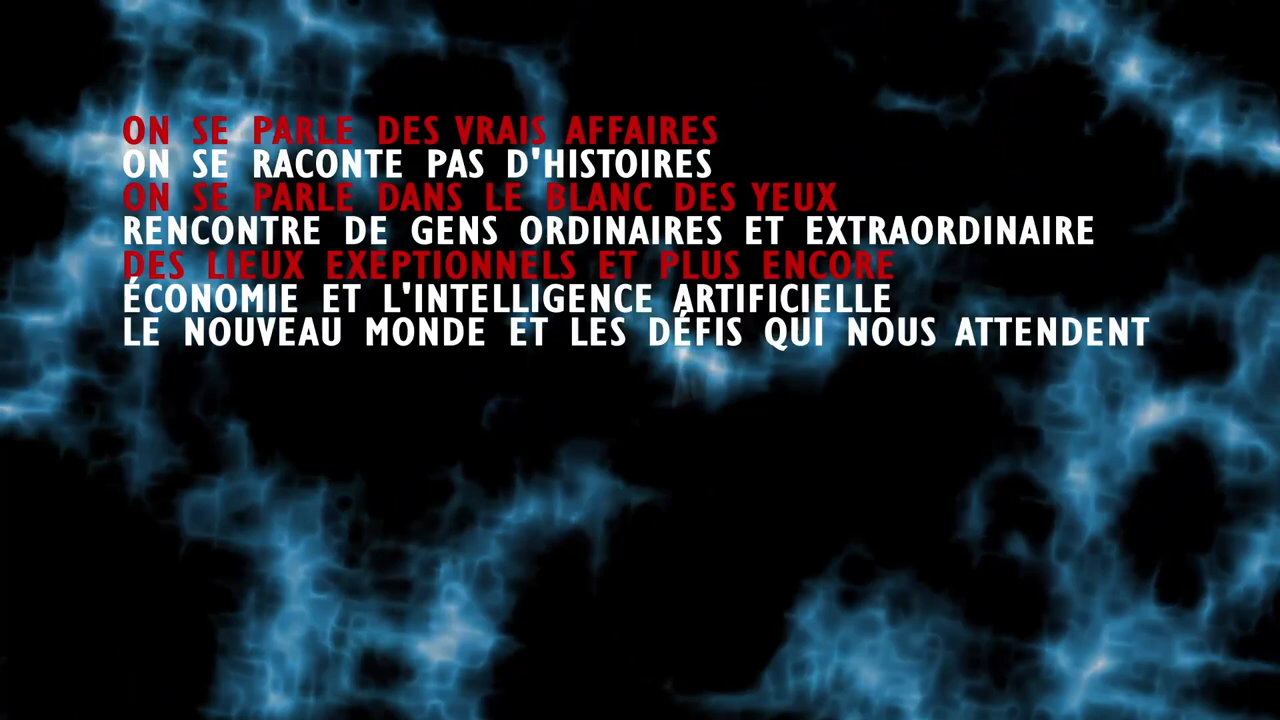 ON SE PARLE DES VRAIS AFFAIRES
ON SE RACONTE PAS D'HISTOIRES
ON SE PARLE DANS LE BLANC DES YEUX
RENCONTRE DE GENS ORDINAIRES ET EXTRAORDINAIRE
DES LIEUX EXEPTIONNELS ET PLUS ENCORE
ÉCONOMIE ET L'INTELLIGENCE ARTIFICIELLE
LE NOUVEAU MONDE ET LES DÉFIS QUI NOUS ATTENDENT